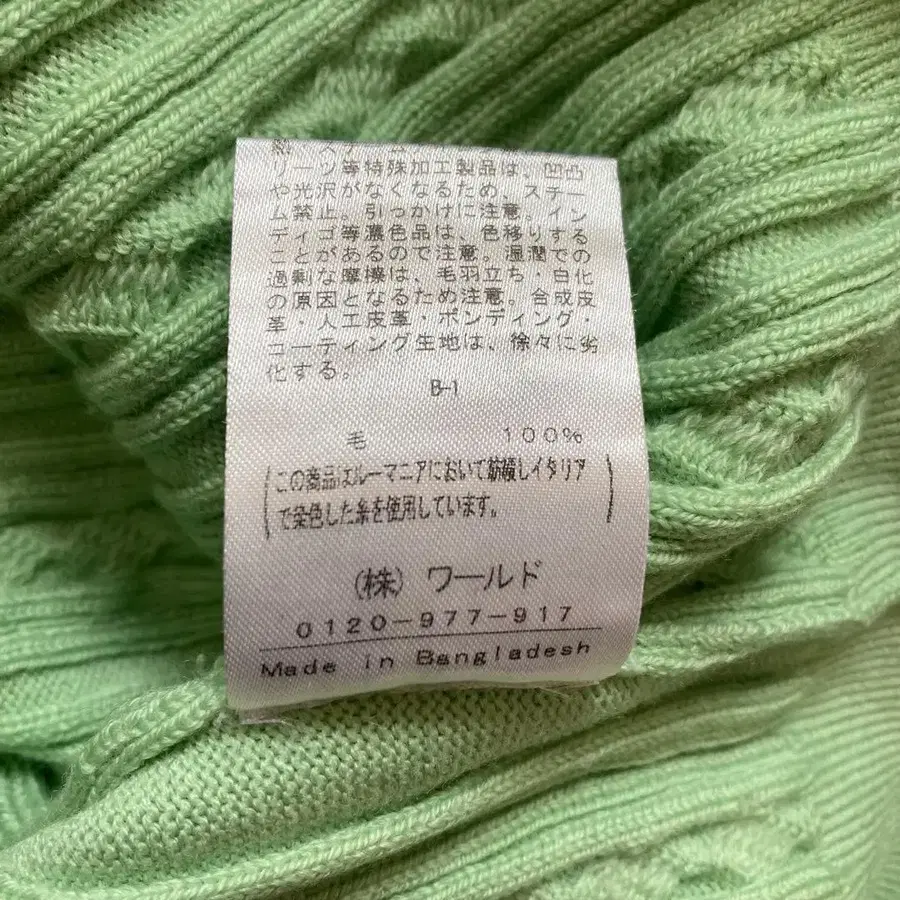 ーツ等特殊加工製品は、凹凸
や光沢がなくなるため、スチー
ム禁止。引っかけに注意。イン
ディゴ等濃色品は、色移りする
ことがあるので注意。湿潤での
過剰な摩擦は、毛羽立ち・白化
の原因となるため注意。合成皮
革・人工皮革・ボンディング・
コーティング生地は、徐々に劣
化する。
B-1
毛 100%
(この商品はルーマニアにおいて紡績しイタリア
で染色した糸を使用しています。)
(株) ワールド
0120-977-917
Made in Bangladesh